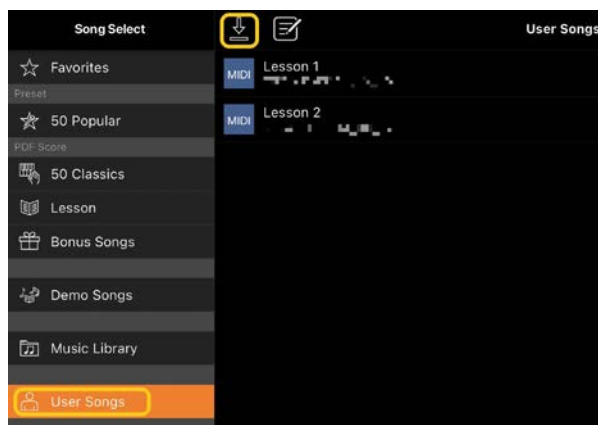 Song Select
Favorites
Preset
50 Popular
PDF Score
50 Classics
Lesson
Bonus Songs
Demo Songs
Music Library
User Songs
User Songs
MIDI
Lesson 1
MIDI
Lesson 2